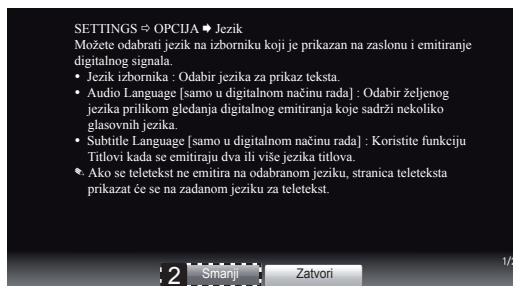 SETTINGS ⇨ OPCIJA ➧ Jezik
Možete odabrati jezik na izborniku koji je prikazan na zaslonu i emitiranje
digitalnog signala.
• Jezik izbornika : Odabir jezika za prikaz teksta.
• Audio Language [samo u digitalnom načinu rada] : Odabir željenog
jezika prilikom gledanja digitalnog emitiranja koje sadrži nekoliko
glasovnih jezika.
• Subtitle Language [samo u digitalnom načinu rada] : Koristite funkciju
Titlovi kada se emitiraju dva ili više jezika titlova.
✎ Ako se teletekst ne emitira na odabranom jeziku, stranica teleteksta
prikazat će se na zadanom jeziku za teletekst.
1/2
2 Smanji Zatvori